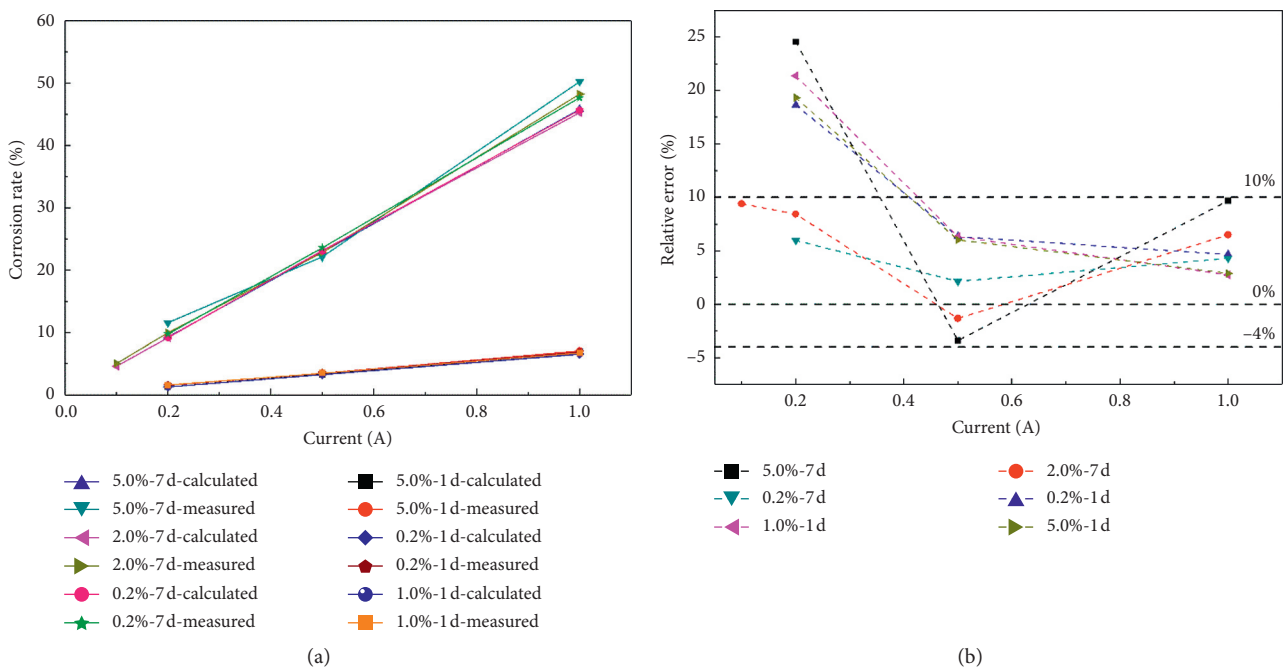 60
50
40
30
20
10
0
Corrosion rate (%)
0.0
0.2
0.4
0.6
0.8
1.0
Current (A)
5.0%-7d-calculated
5.0%-7d-measured
2.0%-7d-calculated
2.0%-7d-measured
0.2%-7d-calculated
0.2%-7d-measured
5.0%-1d-calculated
5.0%-1d-measured
0.2%-1d-calculated
0.2%-1d-measured
1.0%-1d-calculated
1.0%-1d-measured
(a)
25
20
15
10
5
0
−5
Relative error (%)
10%
0%
−4%
0.2
0.4
0.6
0.8
1.0
Current (A)
5.0%-7d
0.2%-7d
1.0%-1d
2.0%-7d
0.2%-1d
5.0%-1d
(b)